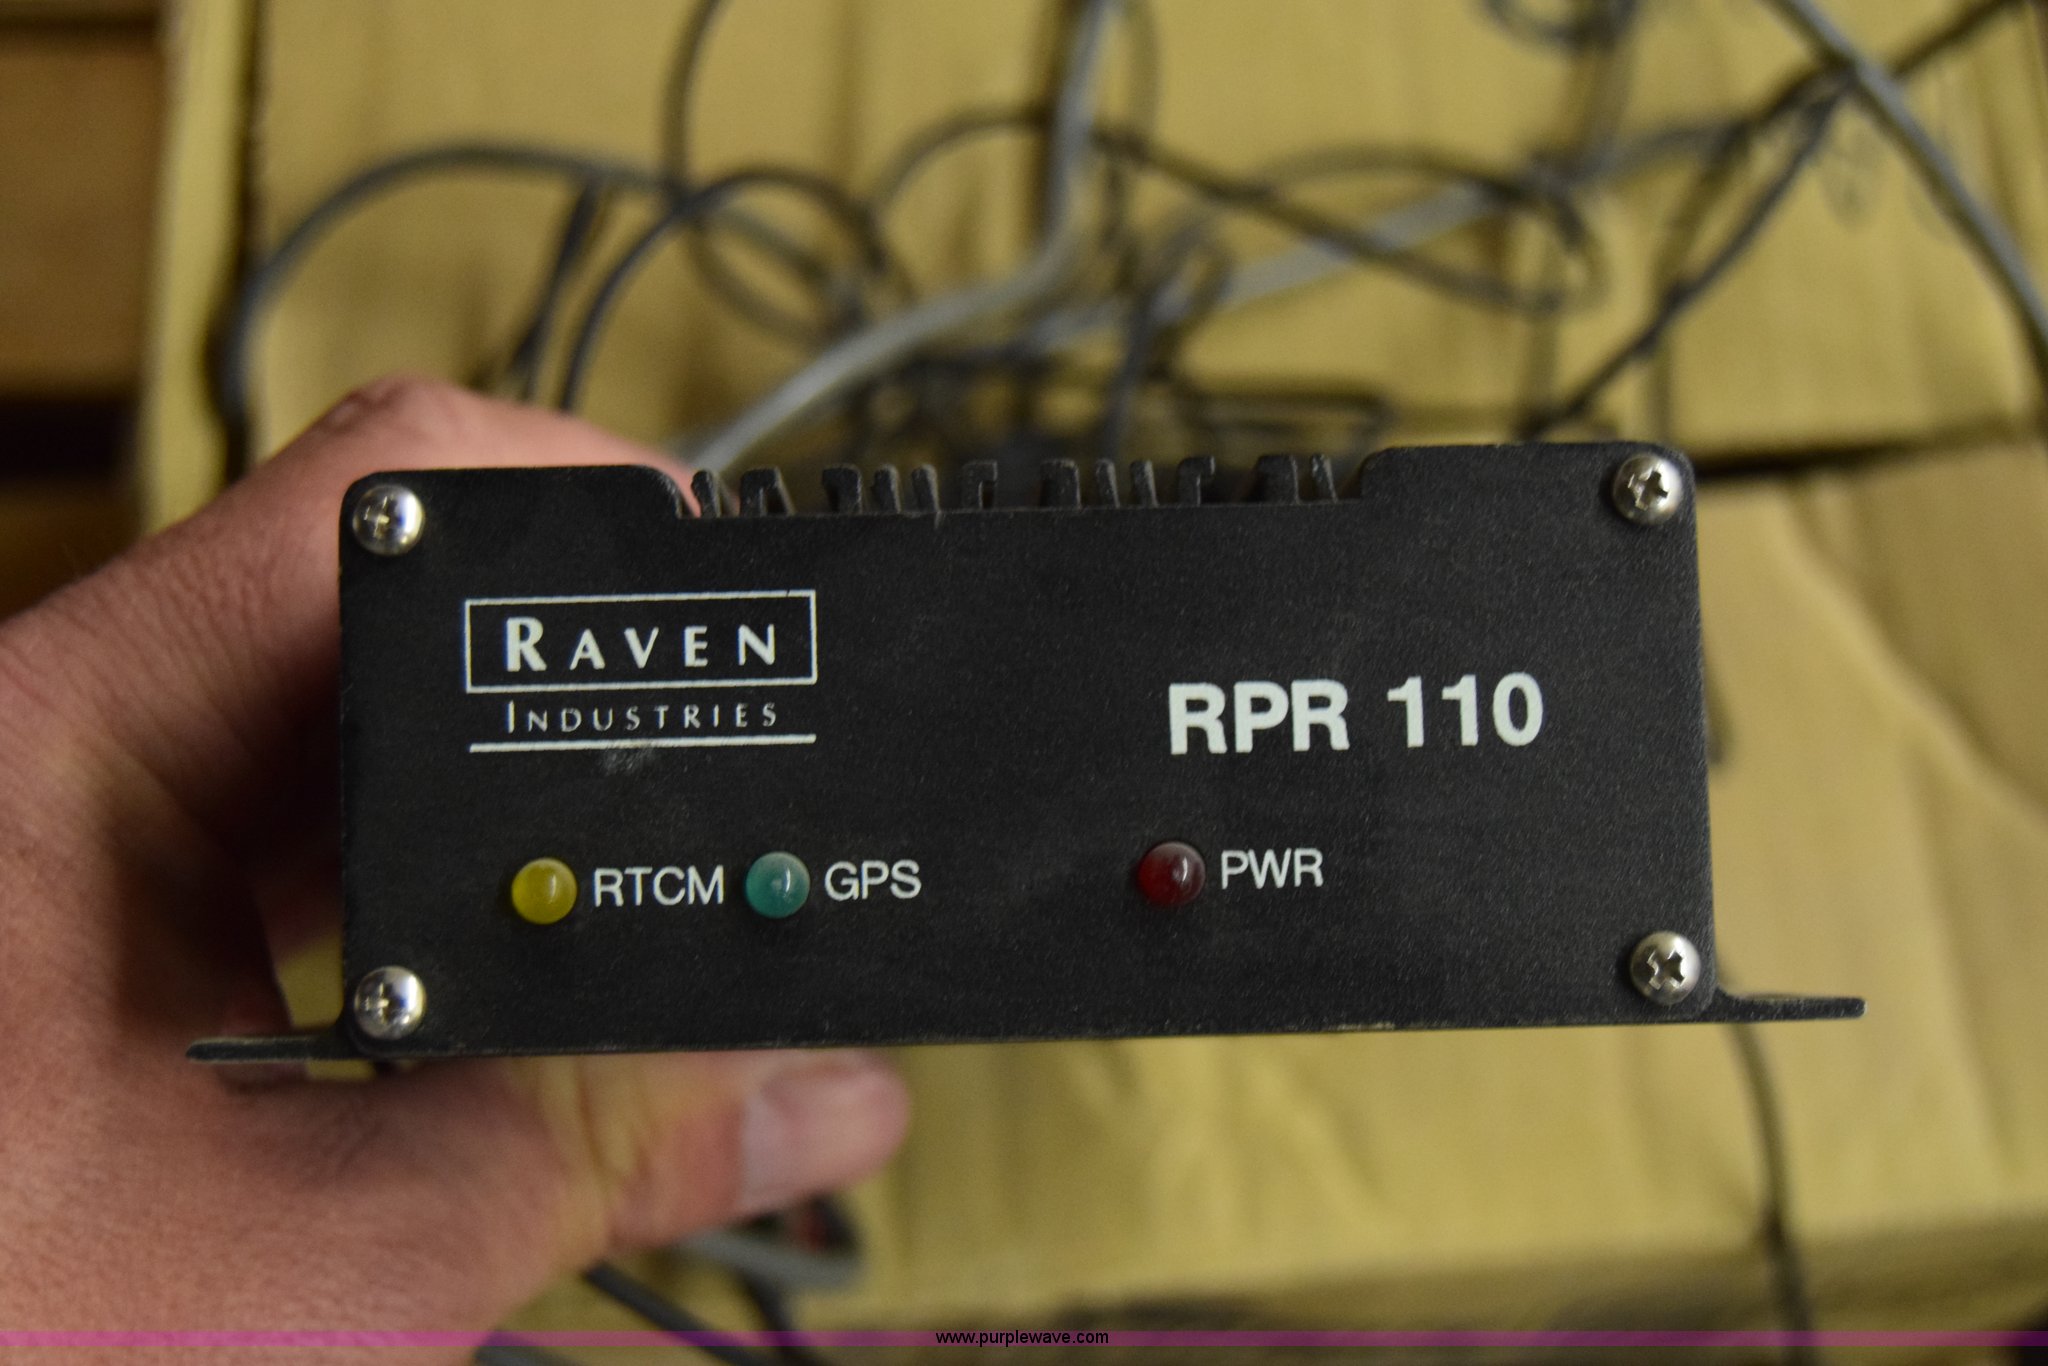 RAVEN
INDUSTRIES
RPR 110
RTCM GPS PWR
www.purplewave.com